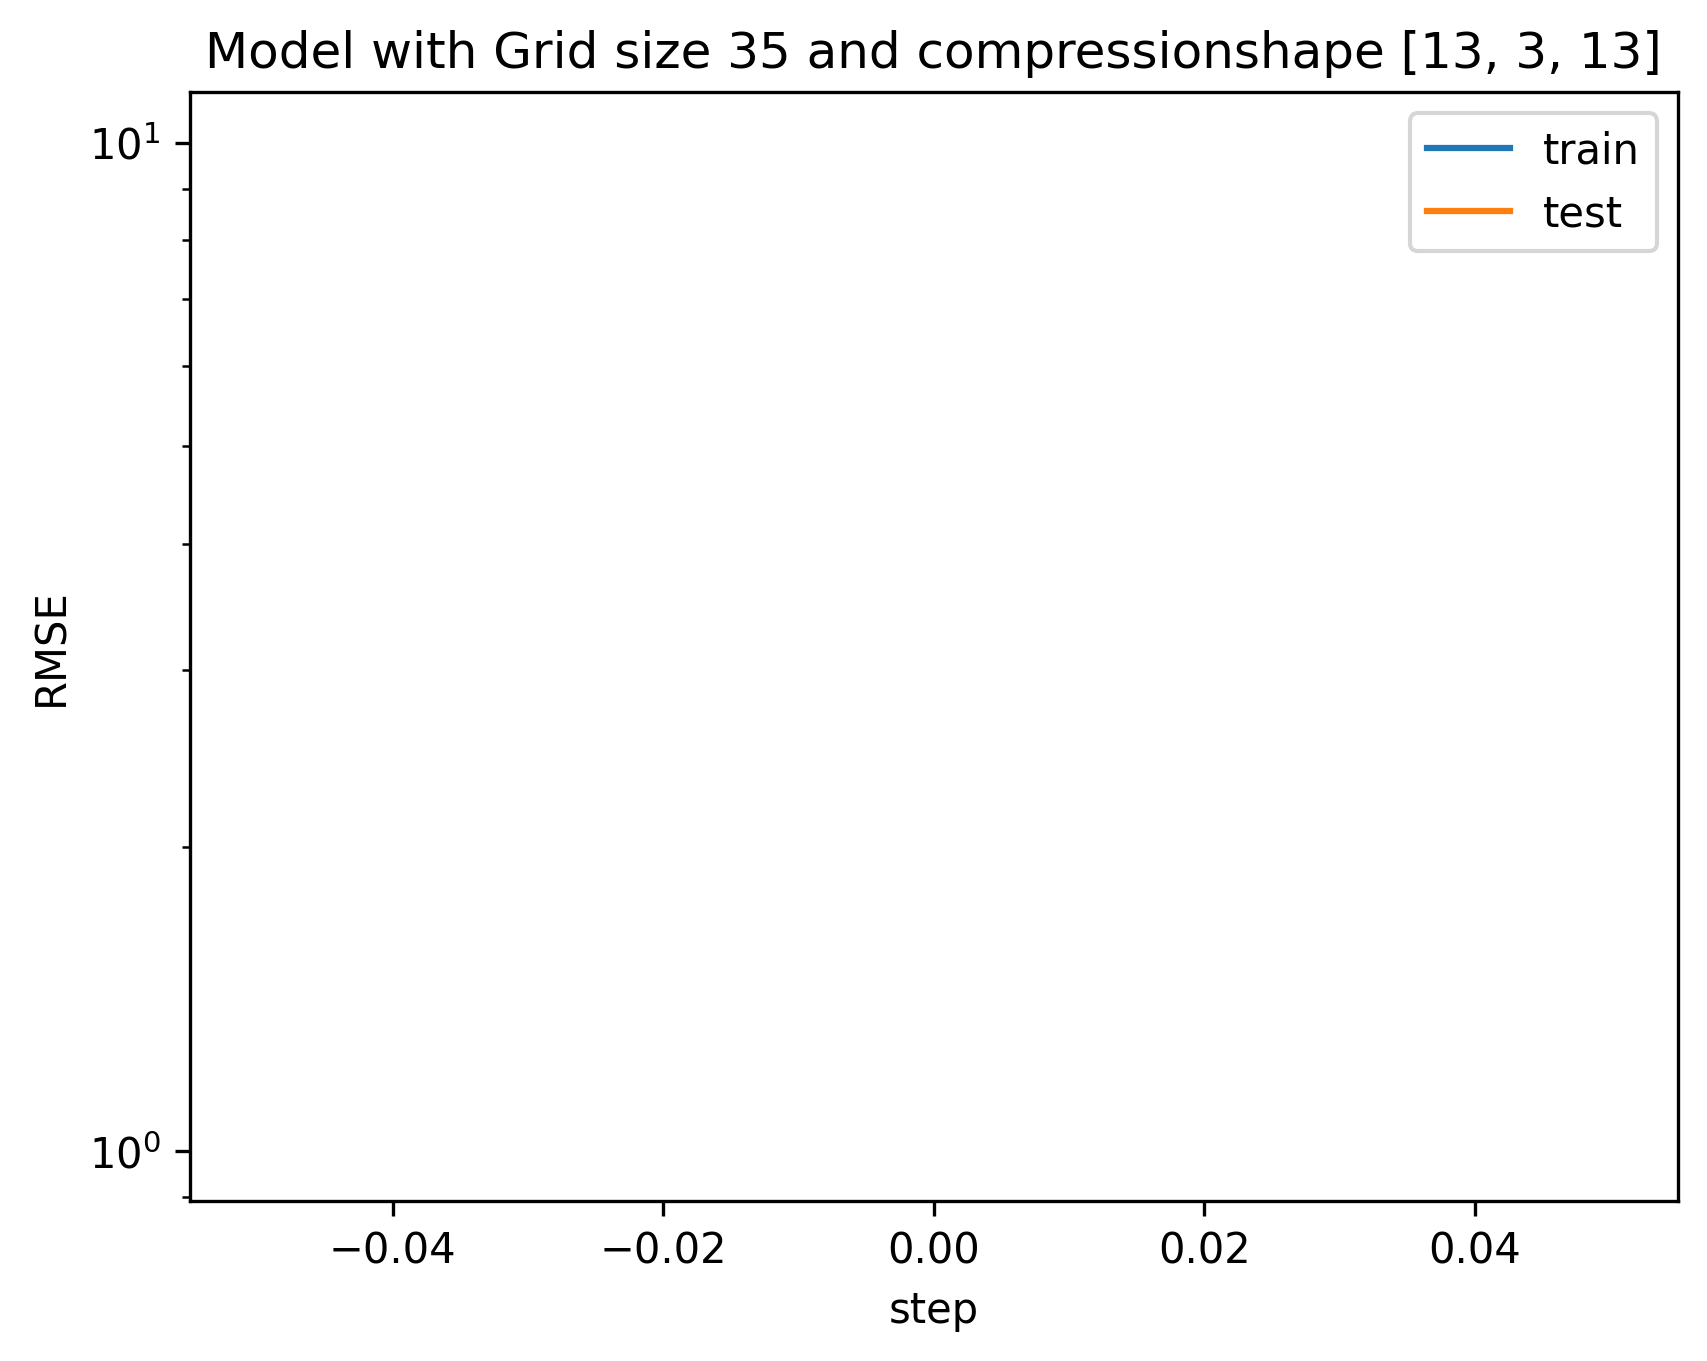 Model with Grid size 35 and compressionshape [13, 3, 13]
train
test
RMSE
10¹
10⁰
−0.04 −0.02 0.00 0.02 0.04
step